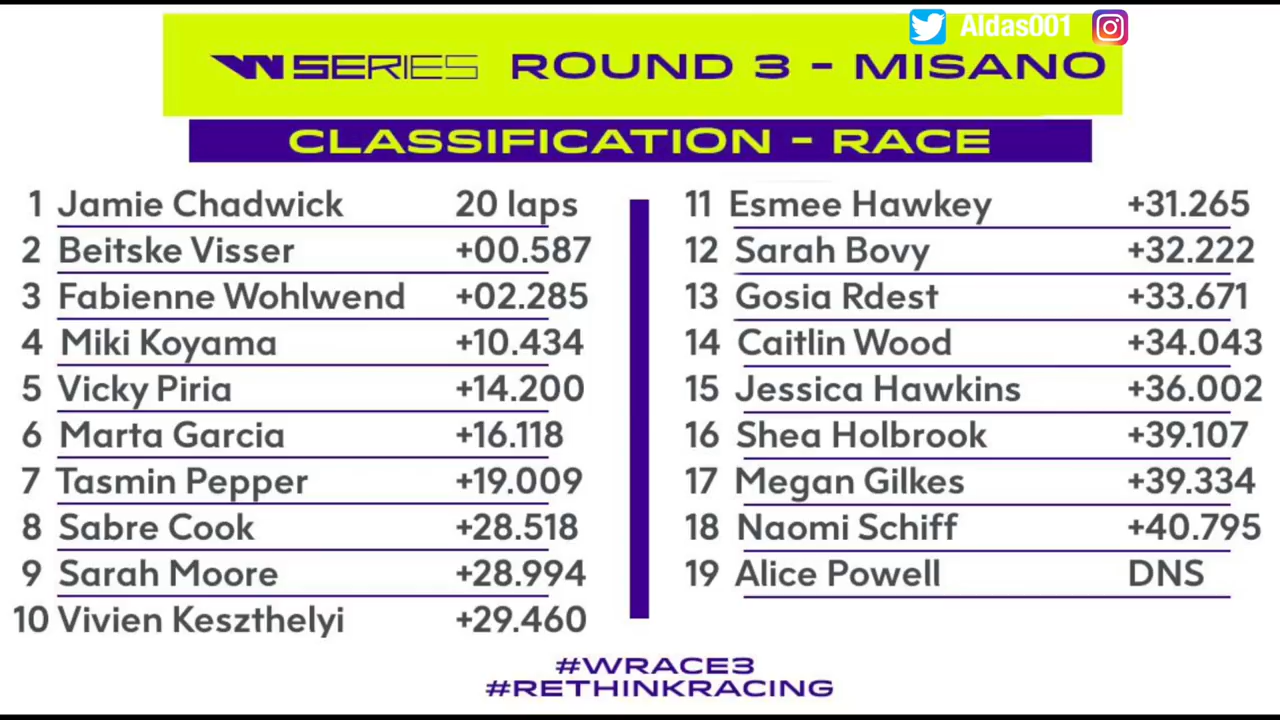 Aldas001
W SERIES ROUND 3 - MISANO
CLASSIFICATION - RACE
1 Jamie Chadwick 20 laps
2 Beitske Visser +00.587
3 Fabienne Wohlwend +02.285
4 Miki Koyama +10.434
5 Vicky Piria +14.200
6 Marta Garcia +16.118
7 Tasmin Pepper +19.009
8 Sabre Cook +28.518
9 Sarah Moore +28.994
10 Vivien Keszthelyi +29.460
11 Esmee Hawkey +31.265
12 Sarah Bovy +32.222
13 Gosia Rdest +33.671
14 Caitlin Wood +34.043
15 Jessica Hawkins +36.002
16 Shea Holbrook +39.107
17 Megan Gilkes +39.334
18 Naomi Schiff +40.795
19 Alice Powell DNS
#WRACE3
#RETHINKRACING